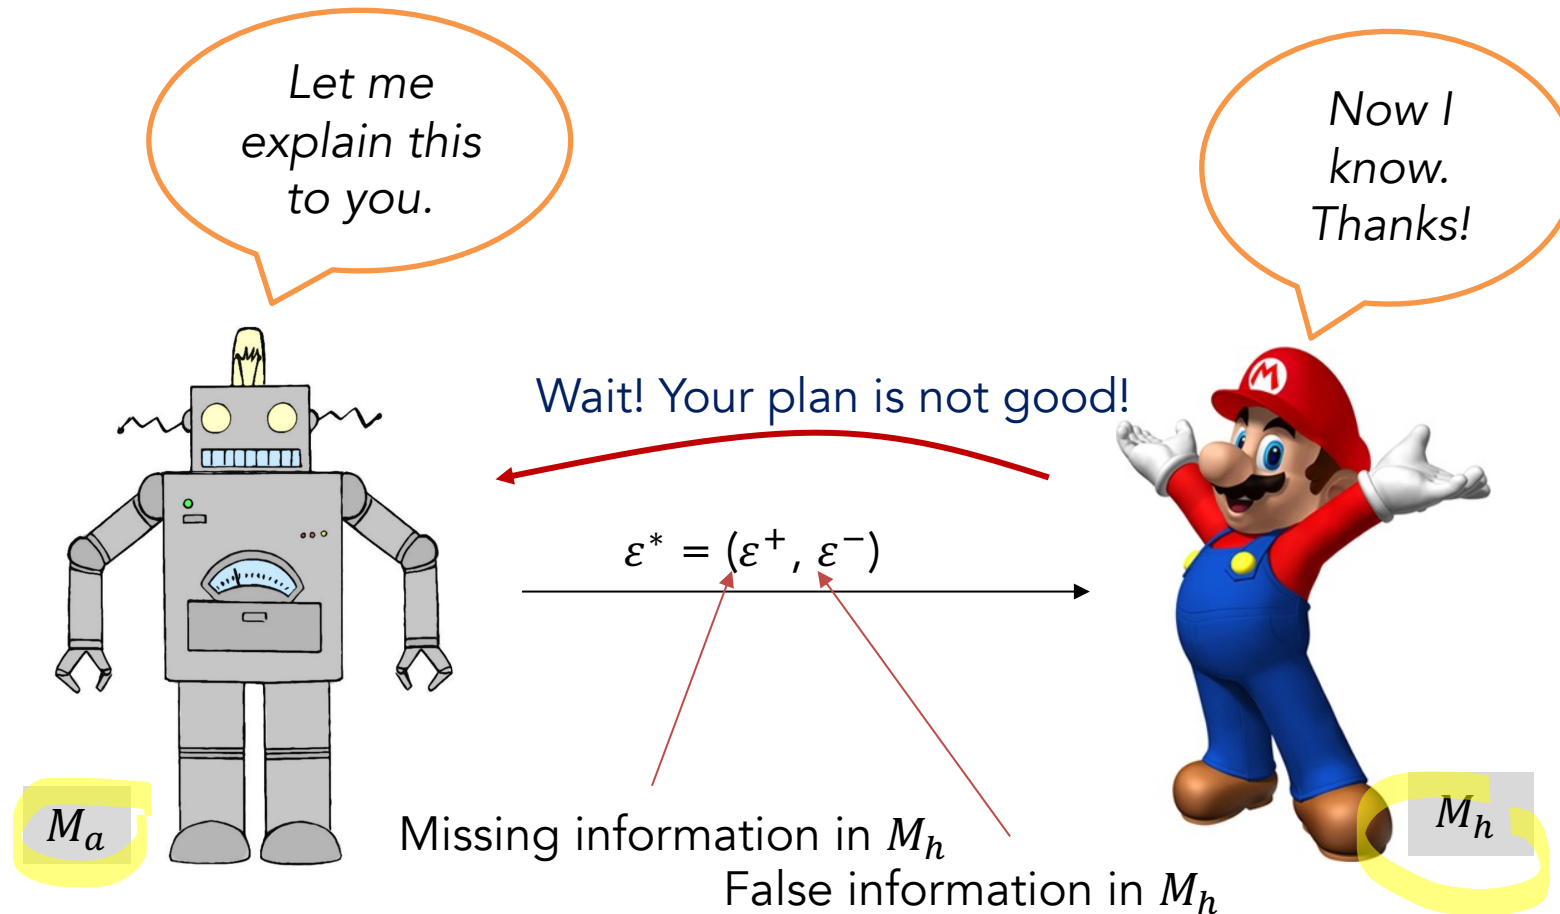 Let me
explain this
to you.
Now I
know.
Thanks!
Wait! Your plan is not good!
M
ε* = (ε⁺, ε⁻)
Mₐ
Missing information in Mₕ
Mₕ
False information in Mₕ